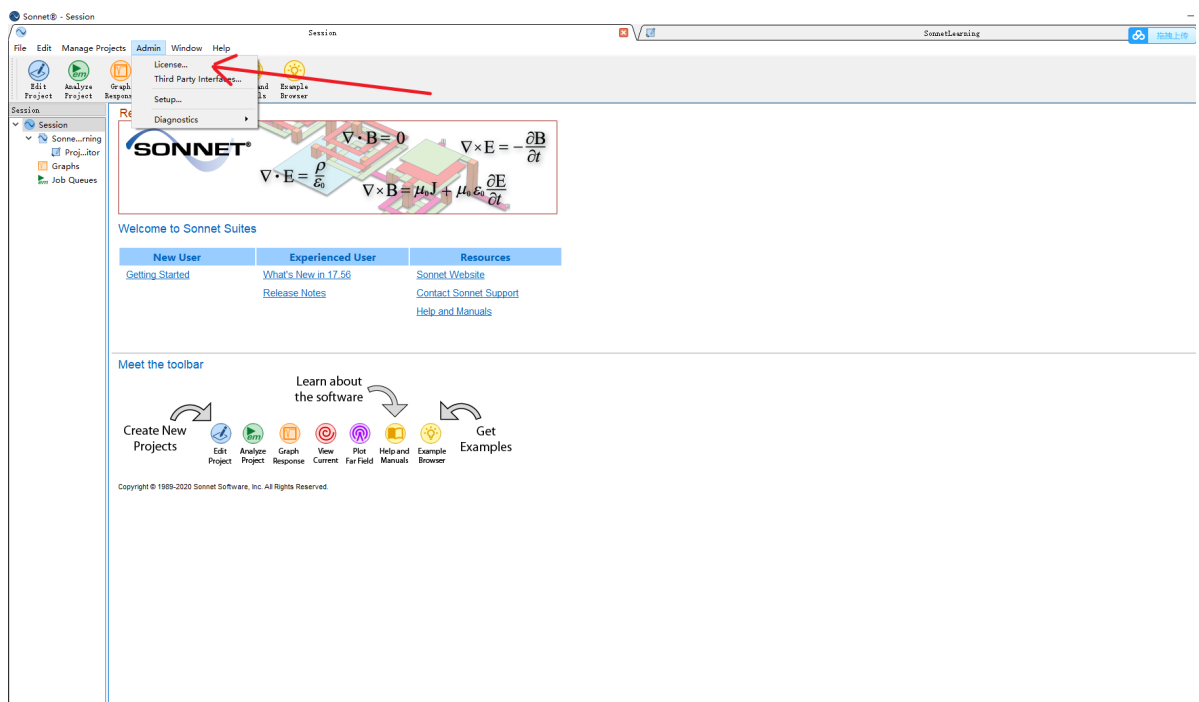 Sonnet® - Session
Session
SonnetLearning
拖拽上传
File Edit Manage Projects Admin Window Help
License...
Third Party Interfaces...
Setup...
Diagnostics
Edit Project
Analyze Project
Example Browser
Session
Session
Sonne...rning
Proj...itor
Graphs
Job Queues
SONNET®
∇·B=0
∇×E=-∂B/∂t
∇·E=ρ/ε₀
∇×B=μ₀J+μ₀ε₀∂E/∂t
Welcome to Sonnet Suites
New User Experienced User Resources
Getting Started What's New in 17.56 Sonnet Website
Release Notes Contact Sonnet Support
Help and Manuals
Meet the toolbar
Learn about
the software
Create New
Projects
Get
Examples
Edit Project
Analyze Project
Graph Response
View Current
Plot Far Field
Help and Manuals
Example Browser
Copyright © 1989-2020 Sonnet Software, Inc. All Rights Reserved.